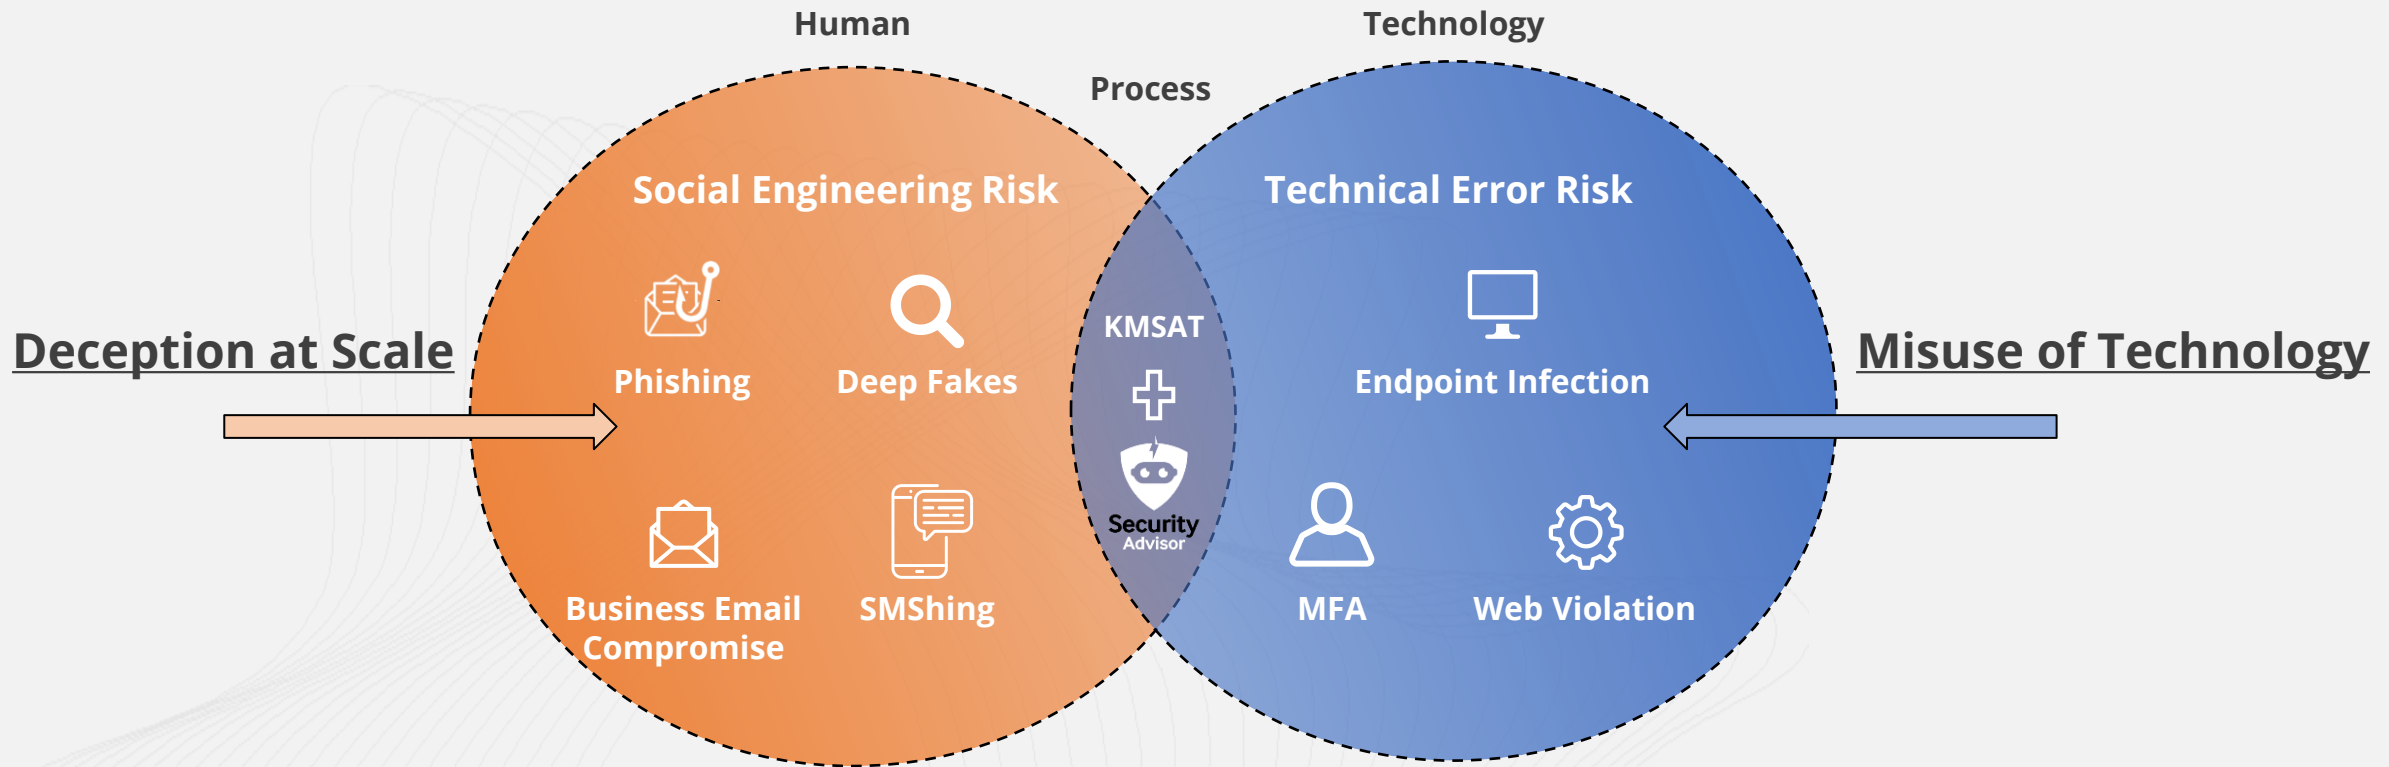 Human
Technology
Process
Social Engineering Risk
Technical Error Risk
Deception at Scale
Phishing
Deep Fakes
Business Email
Compromise
SMShing
KMSAT
Security
Advisor
Endpoint Infection
MFA
Web Violation
Misuse of Technology